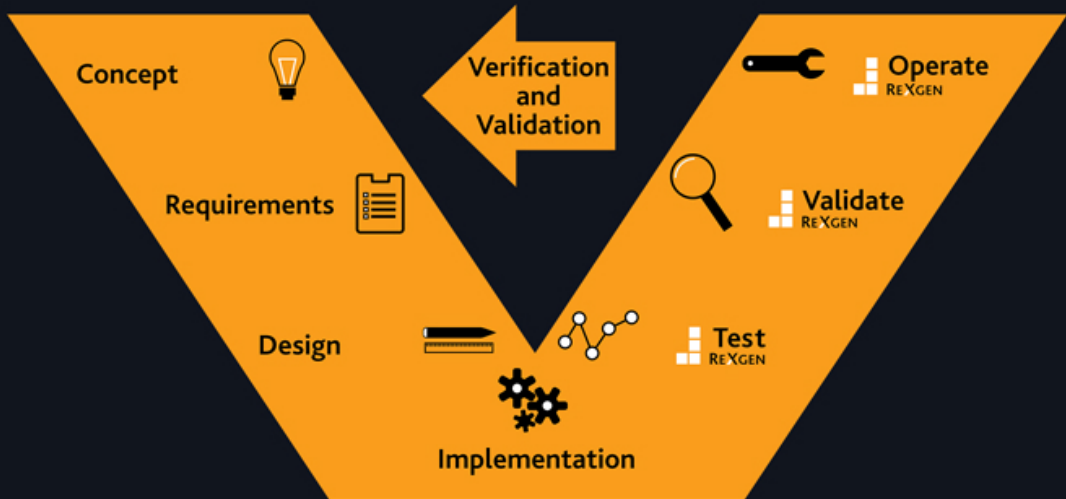 Concept
Verification
and
Validation
Operate
REXGEN
Requirements
Validate
REXGEN
Design
Test
REXGEN
Implementation